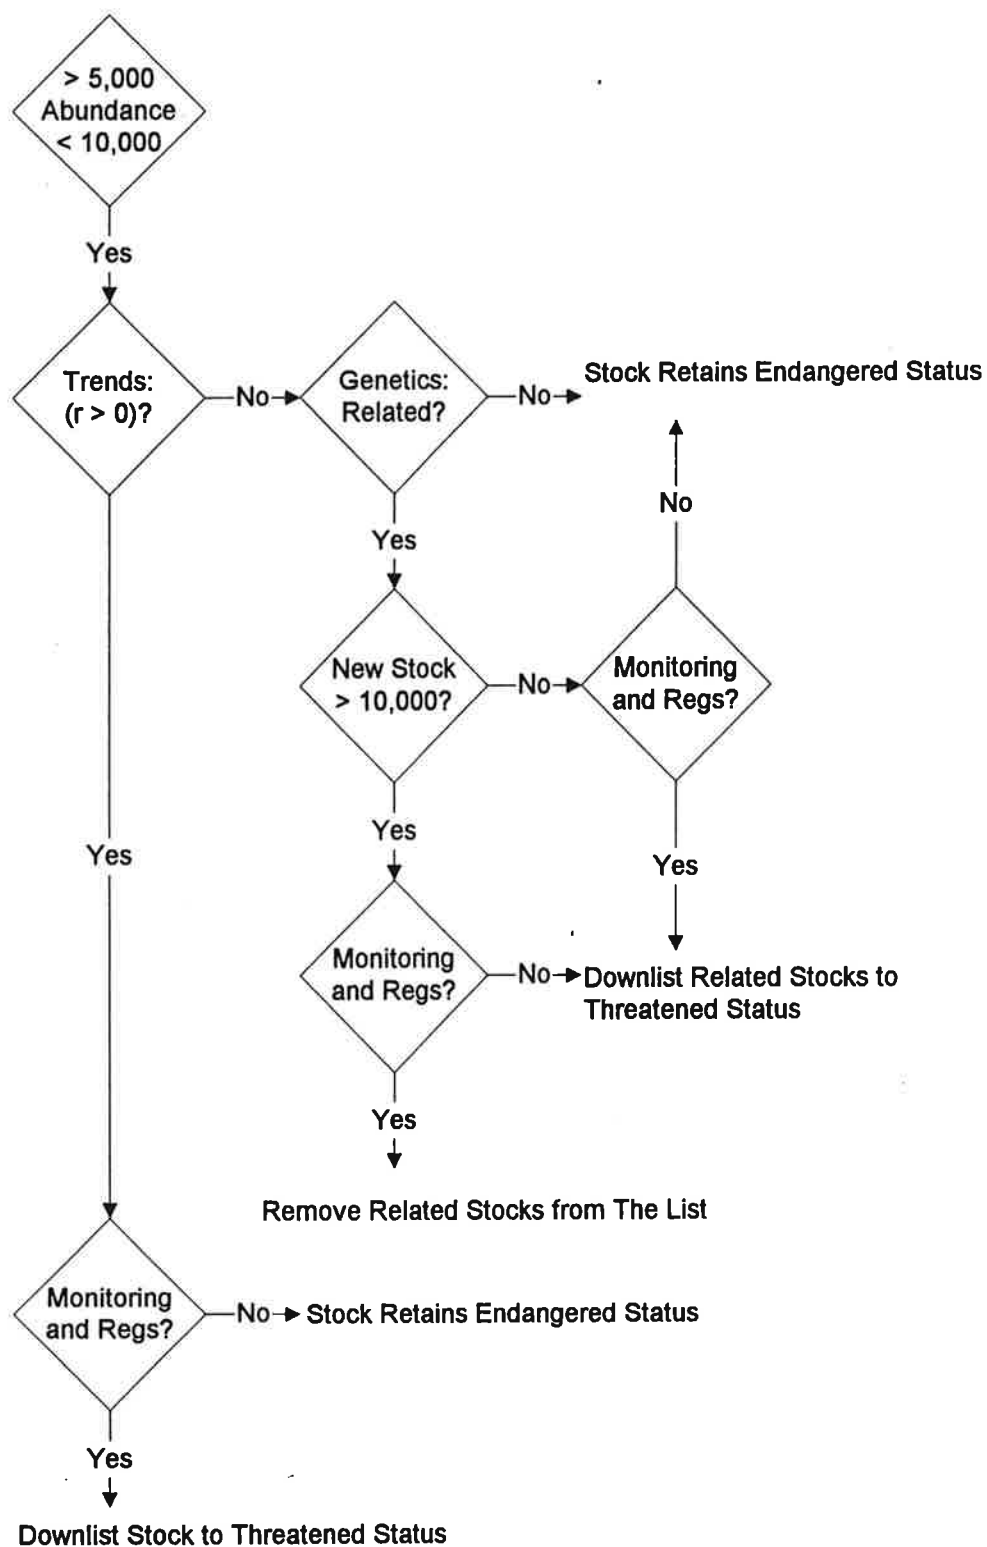 > 5,000
Abundance
< 10,000
Yes
Trends:
(r > 0)?
No
Genetics:
Related?
No
Stock Retains Endangered Status
No
Yes
New Stock
> 10,000?
No
Monitoring
and Regs?
Yes
Yes
Yes
Monitoring
and Regs?
No
Downlist Related Stocks to
Threatened Status
Yes
Remove Related Stocks from The List
Monitoring
and Regs?
No
Stock Retains Endangered Status
Yes
Downlist Stock to Threatened Status